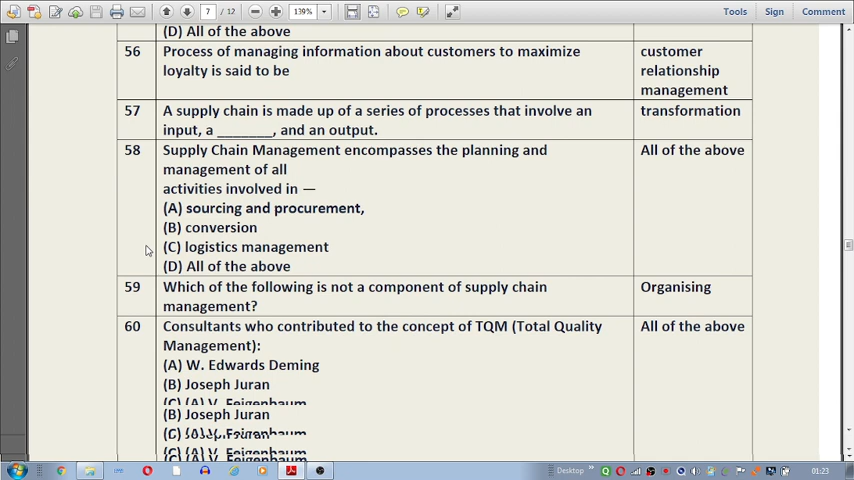 7 / 12
139%
Tools
Sign
Comment
(D) All of the above
56
Process of managing information about customers to maximize
loyalty is said to be
customer
relationship
management
57
A supply chain is made up of a series of processes that involve an
input, a _______, and an output.
transformation
58
Supply Chain Management encompasses the planning and
management of all
activities involved in —
(A) sourcing and procurement,
(B) conversion
(C) logistics management
(D) All of the above
All of the above
59
Which of the following is not a component of supply chain
management?
Organising
60
Consultants who contributed to the concept of TQM (Total Quality
Management):
(A) W. Edwards Deming
(B) Joseph Juran
(C) (A) V. Feigenbaum
(B) Joseph Juran
Feigenbaum
(C) (A) V. Feigenbaum
All of the above
Desktop
01:23